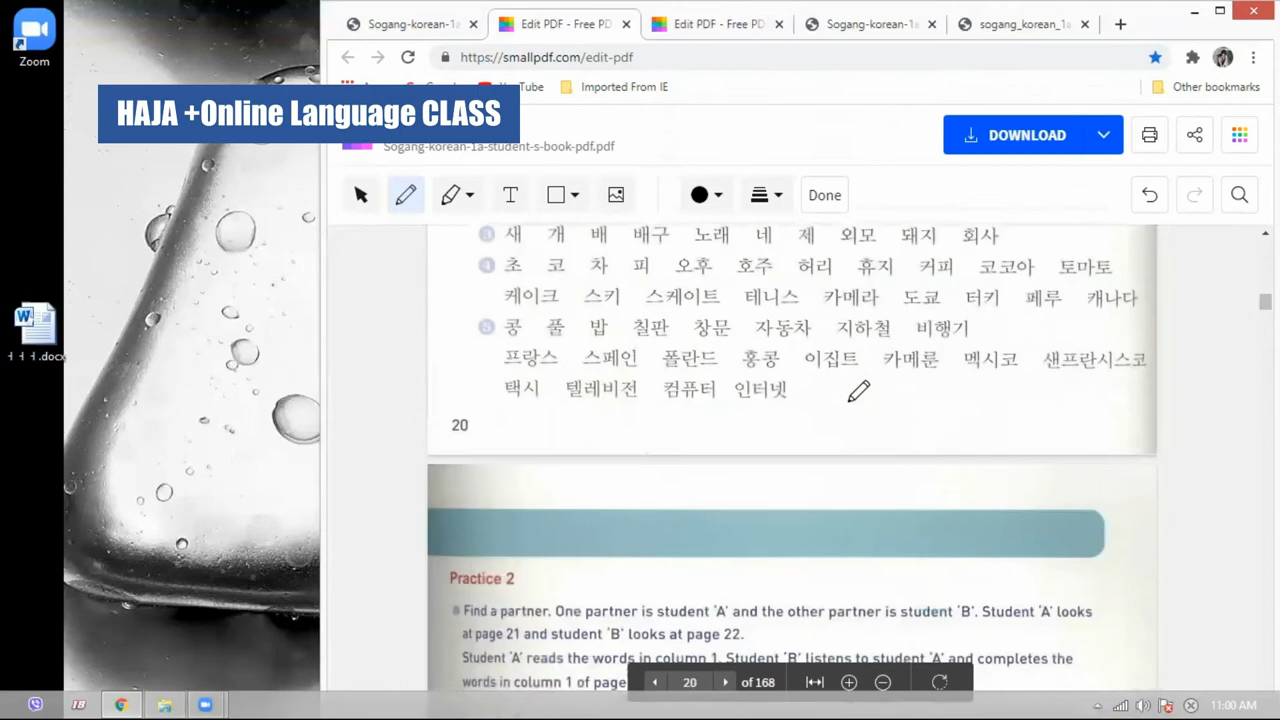 Zoom
ㅕㅕㅕ.docx
Sogang-korean-1a
Edit PDF - Free PD
Edit PDF - Free PD
Sogang-korean-1a
sogang_korean_1a
https://smallpdf.com/edit-pdf
Tube
Imported From IE
Other bookmarks
HAJA +Online Language CLASS
Sogang-korean-1a-student-s-book-pdf.pdf
DOWNLOAD
T
Done
3 새 개 배 배구 노래 네 제 외모 돼지 회사
4 초 코 차 피 오후 호주 허리 휴지 커피 코코아 토마토
케이크 스키 스케이트 테니스 카메라 도쿄 터키 페루 캐나다
5 콩 풀 밥 칠판 창문 자동차 지하철 비행기
프랑스 스페인 폴란드 홍콩 이집트 카메룬 멕시코 샌프란시스코
택시 텔레비전 컴퓨터 인터넷
20
Practice 2
Find a partner. One partner is student 'A' and the other partner is student 'B'. Student 'A' looks
at page 21 and student 'B' looks at page 22.
Student 'A' reads the words in column 1. Student 'B' listens to student 'A' and completes the
words in column 1 of page
20 of 168
11:00 AM